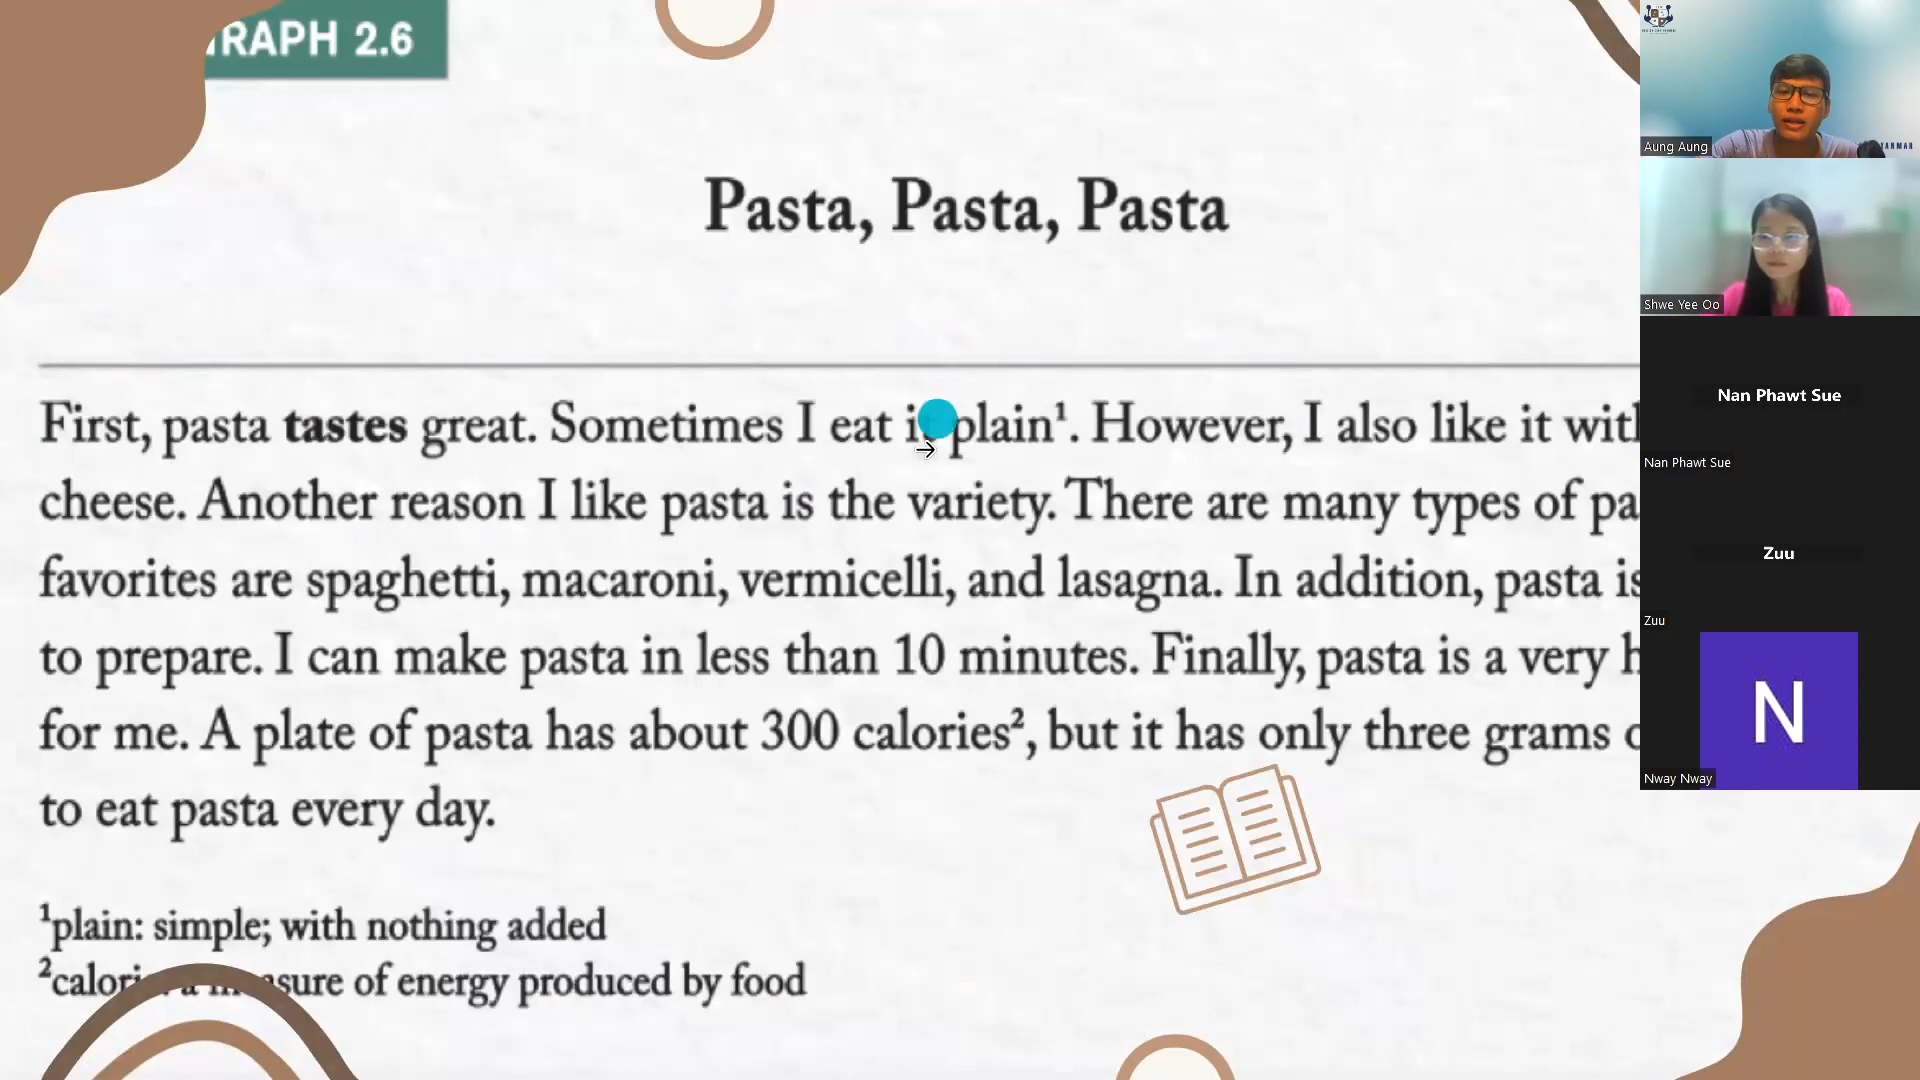 RAPH 2.6
Pasta, Pasta, Pasta
First, pasta tastes great. Sometimes I eat it plain¹. However, I also like it with
cheese. Another reason I like pasta is the variety. There are many types of pa
favorites are spaghetti, macaroni, vermicelli, and lasagna. In addition, pasta is
to prepare. I can make pasta in less than 10 minutes. Finally, pasta is a very h
for me. A plate of pasta has about 300 calories², but it has only three grams
to eat pasta every day.
¹plain: simple; with nothing added
²calori a measure of energy produced by food
Aung Aung
Shwe Yee Oo
Nan Phawt Sue
Nan Phawt Sue
Zuu
Zuu
N
Nway Nway